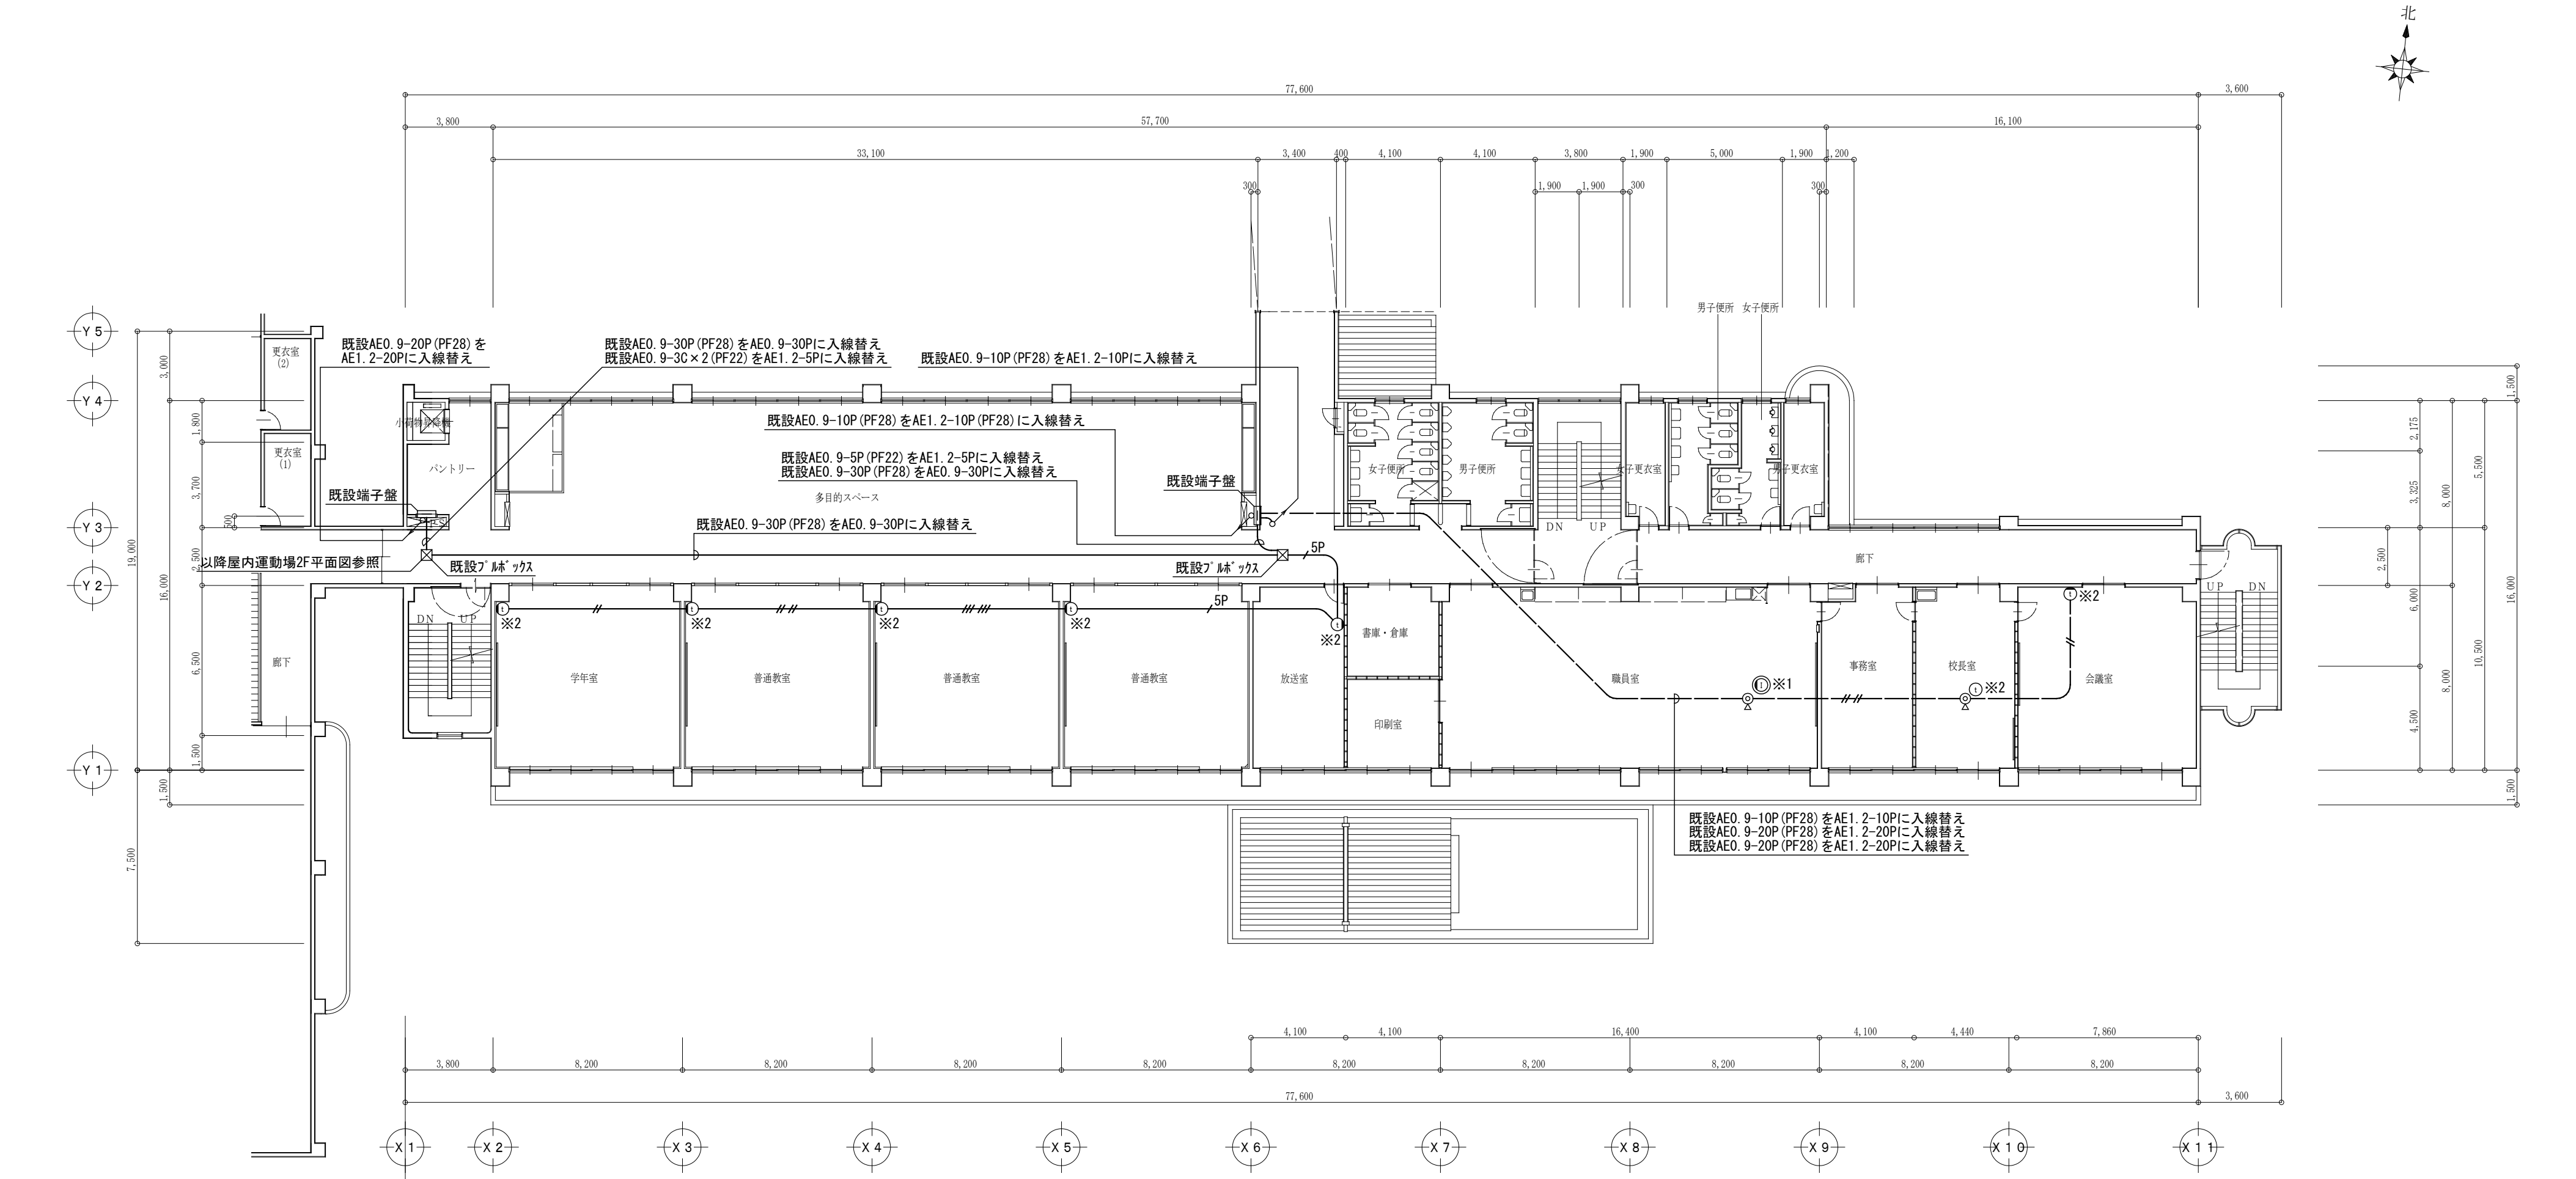 北
77,600
3,600
3,800
57,700
16,100
33,100
3,400
400
4,100
4,100
3,800
1,900
5,000
1,900
1,200
300
1,900
1,900
300
300
男子便所
女子便所
Y5
Y4
Y3
Y2
Y1
3,000
1,800
3,700
500
2,500
19,000
16,000
6,500
1,500
1,500
7,500
更衣室
(2)
更衣室
(1)
既設AE0.9-20P(PF28)を
AE1.2-20Pに入線替え
既設AE0.9-30P(PF28)をAE0.9-30Pに入線替え
既設AE0.9-3C×2(PF22)をAE1.2-5Pに入線替え
既設AE0.9-10P(PF28)をAE1.2-10Pに入線替え
既設AE0.9-10P(PF28)をAE1.2-10P(PF28)に入線替え
既設AE0.9-5P(PF22)をAE1.2-5Pに入線替え
既設AE0.9-30P(PF28)をAE0.9-30Pに入線替え
既設AE0.9-30P(PF28)をAE0.9-30Pに入線替え
小荷物昇降機
パントリー
多目的スペース
既設端子盤
既設端子盤
PS
以降屋内運動場2F平面図参照
既設ﾌﾟﾙﾎﾞｯｸｽ
既設ﾌﾟﾙﾎﾞｯｸｽ
5P
5P
女子便所
男子便所
女子更衣室
男子更衣室
DN UP
廊下
DN UP
UP DN
t ※2
t ※2
t ※2
t ※2
t ※2
t ※2
t ※2
※1
廊下
学年室
普通教室
普通教室
普通教室
放送室
書庫・倉庫
印刷室
職員室
事務室
校長室
会議室
既設AE0.9-10P(PF28)をAE1.2-10Pに入線替え
既設AE0.9-20P(PF28)をAE1.2-20Pに入線替え
既設AE0.9-20P(PF28)をAE1.2-20Pに入線替え
1,500
2,175
3,325
5,500
8,000
2,500
6,000
16,000
10,500
8,000
4,500
1,500
4,100
4,100
16,400
4,100
4,440
7,860
3,800
8,200
8,200
8,200
8,200
8,200
8,200
8,200
8,200
8,200
77,600
3,600
X1
X2
X3
X4
X5
X6
X7
X8
X9
X10
X11